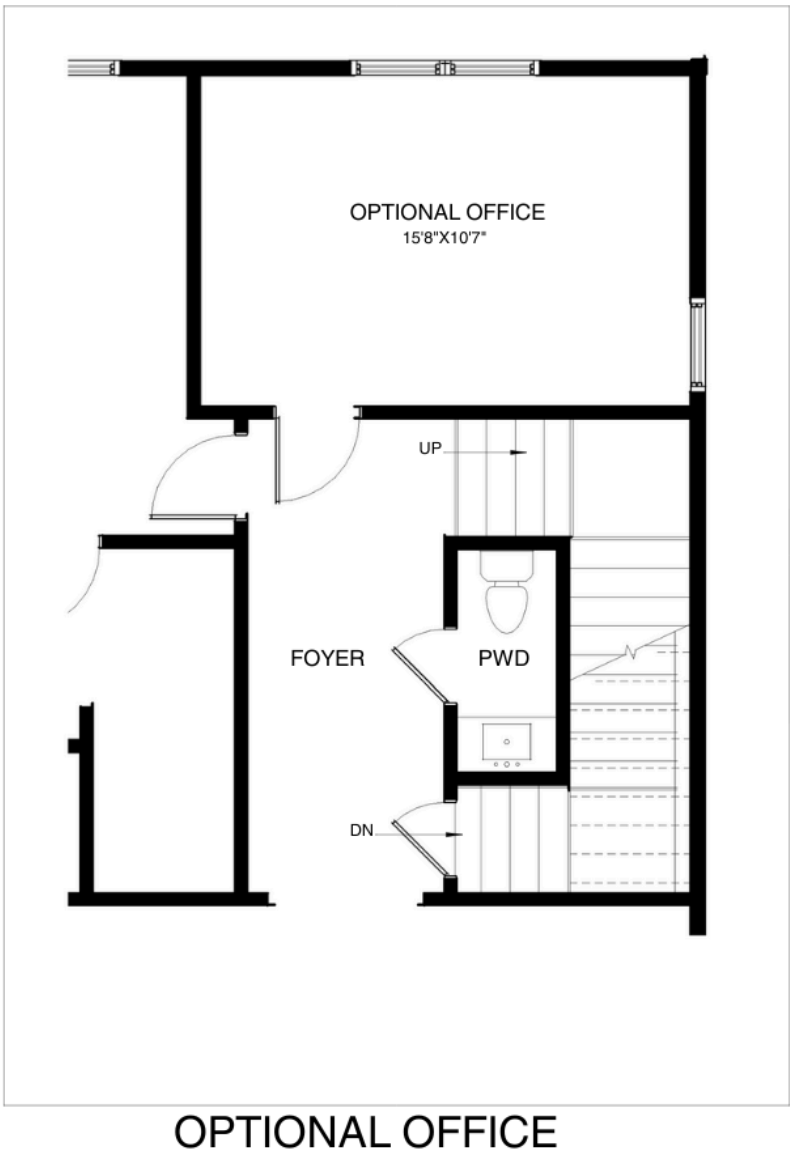 OPTIONAL OFFICE
15'8"X10'7"
UP
FOYER
PWD
DN
OPTIONAL OFFICE